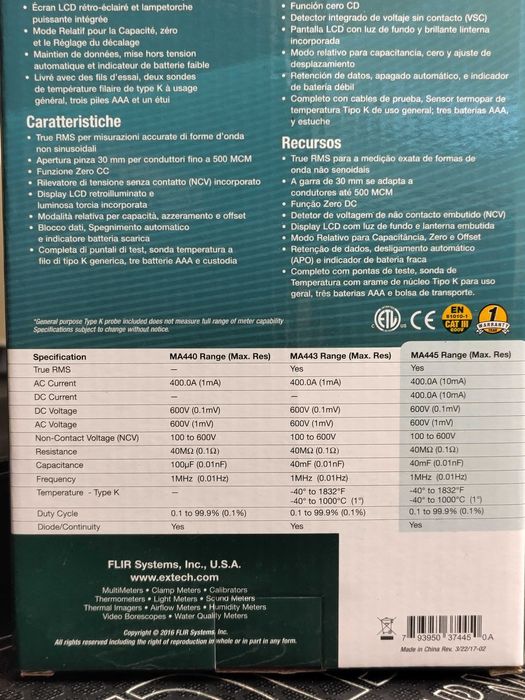 • Écran LCD rétro-éclairé et lampetorche
puissante intégrée
• Mode Relatif pour la Capacité, zéro
et le Réglage du décalage
• Maintien de données, mise hors tension
automatique et indicateur de batterie faible
• Livré avec des fils d'essai, deux sondes
de température filaire de type K à usage
général, trois piles AAA et un étui
Caratteristiche
• True RMS per misurazioni accurate di forme d'onda
non sinusoidali
• Apertura pinza 30 mm per conduttori fino a 500 MCM
• Funzione Zero CC
• Rilevatore di tensione senza contatto (NCV) incorporato
• Display LCD retroilluminato e
luminosa torcia incorporata
• Modalità relativa per capacità, azzeramento e offset
• Blocco dati, Spegnimento automatico
e indicatore batteria scarica
• Completa di puntali di test, sonda temperatura a
filo di tipo K generica, tre batterie AAA e custodia
• Función cero CD
• Detector integrado de voltaje sin contacto (VSC)
• Pantalla LCD con luz de fundo y brillante linterna
incorporada
• Modo relativo para capacitancia, cero y ajuste de
desplazamiento
• Retención de datos, apagado automático, e indicador
de batería débil
• Completo con cables de prueba, Sensor termopar de
temperatura Tipo K de uso general; tres baterías AAA,
y estuche
Recursos
• True RMS para a medição exata de formas de
onda não senoidais
• A garra de 30 mm se adapta a
condutores até 500 MCM
• Função Zero DC
• Detetor de voltagem de não contacto embutido (NCV)
• Display LCD com luz de fundo e lanterna embutida
• Modo Relativo para Capacitância, Zero e Offset
• Retenção de dados, desligamento automático
(APO) e indicador de bateria fraca
• Completo com pontas de teste, sonda de
Temperatura com arame de núcleo Tipo K para uso
geral, três baterias AAA e bolsa de transporte.
*General purpose Type K probe included does not measure full range of meter capability
Specifications subject to change without notice.
ETL CE EN 61010-1 CAT III 600V 1 WARRANTY
Specification MA440 Range (Max. Res) MA443 Range (Max. Res) MA445 Range (Max. Res)
True RMS – Yes Yes
AC Current 400.0A (1mA) 400.0A (1mA) 400.0A (10mA)
DC Current – – 400.0A (10mA)
DC Voltage 600V (0.1mV) 600V (0.1mV) 600V (0.1mV)
AC Voltage 600V (1mV) 600V (1mV) 600V (1mV)
Non-Contact Voltage (NCV) 100 to 600V 100 to 600V 100 to 600V
Resistance 40MΩ (0.1Ω) 40MΩ (0.1Ω) 40MΩ (0.1Ω)
Capacitance 100µF (0.01nF) 40mF (0.01nF) 40mF (0.01nF)
Frequency 1MHz (0.01Hz) 1MHz (0.01Hz) 1MHz (0.01Hz)
Temperature - Type K – -40° to 1832°F -40° to 1832°F
-40° to 1000°C (1°) -40° to 1000°C (1°)
Duty Cycle 0.1 to 99.9% (0.1%) 0.1 to 99.9% (0.1%) 0.1 to 99.9% (0.1%)
Diode/Continuity Yes Yes Yes
FLIR Systems, Inc., U.S.A.
www.extech.com
MultiMeters • Clamp Meters • Calibrators
Thermometers • Light Meters • Sound Meters
Thermal Imagers • Airflow Meters • Humidity Meters
Video Borescopes • Water Quality Meters
Copyright © 2016 FLIR Systems, Inc.
All rights reserved including the right of reproduction in whole or in part in any form.
7 93950 37445 0A
Made in China Rev. 3/22/17-02